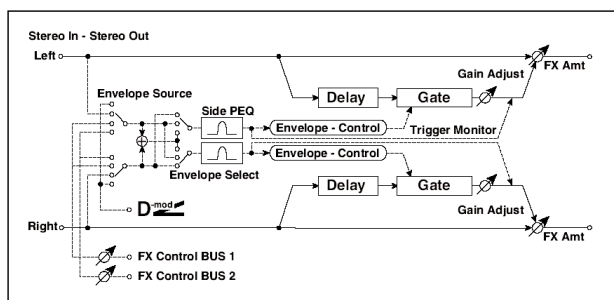 Stereo In - Stereo Out
Left
FX Amt
Gain Adjust
Envelope Source
Side PEQ
Delay
Gate
Envelope - Control
Trigger Monitor
Envelope - Control
Envelope Select
D-mod
Delay
Gate
Gain Adjust
Right
FX Amt
FX Control BUS 1
FX Control BUS 2